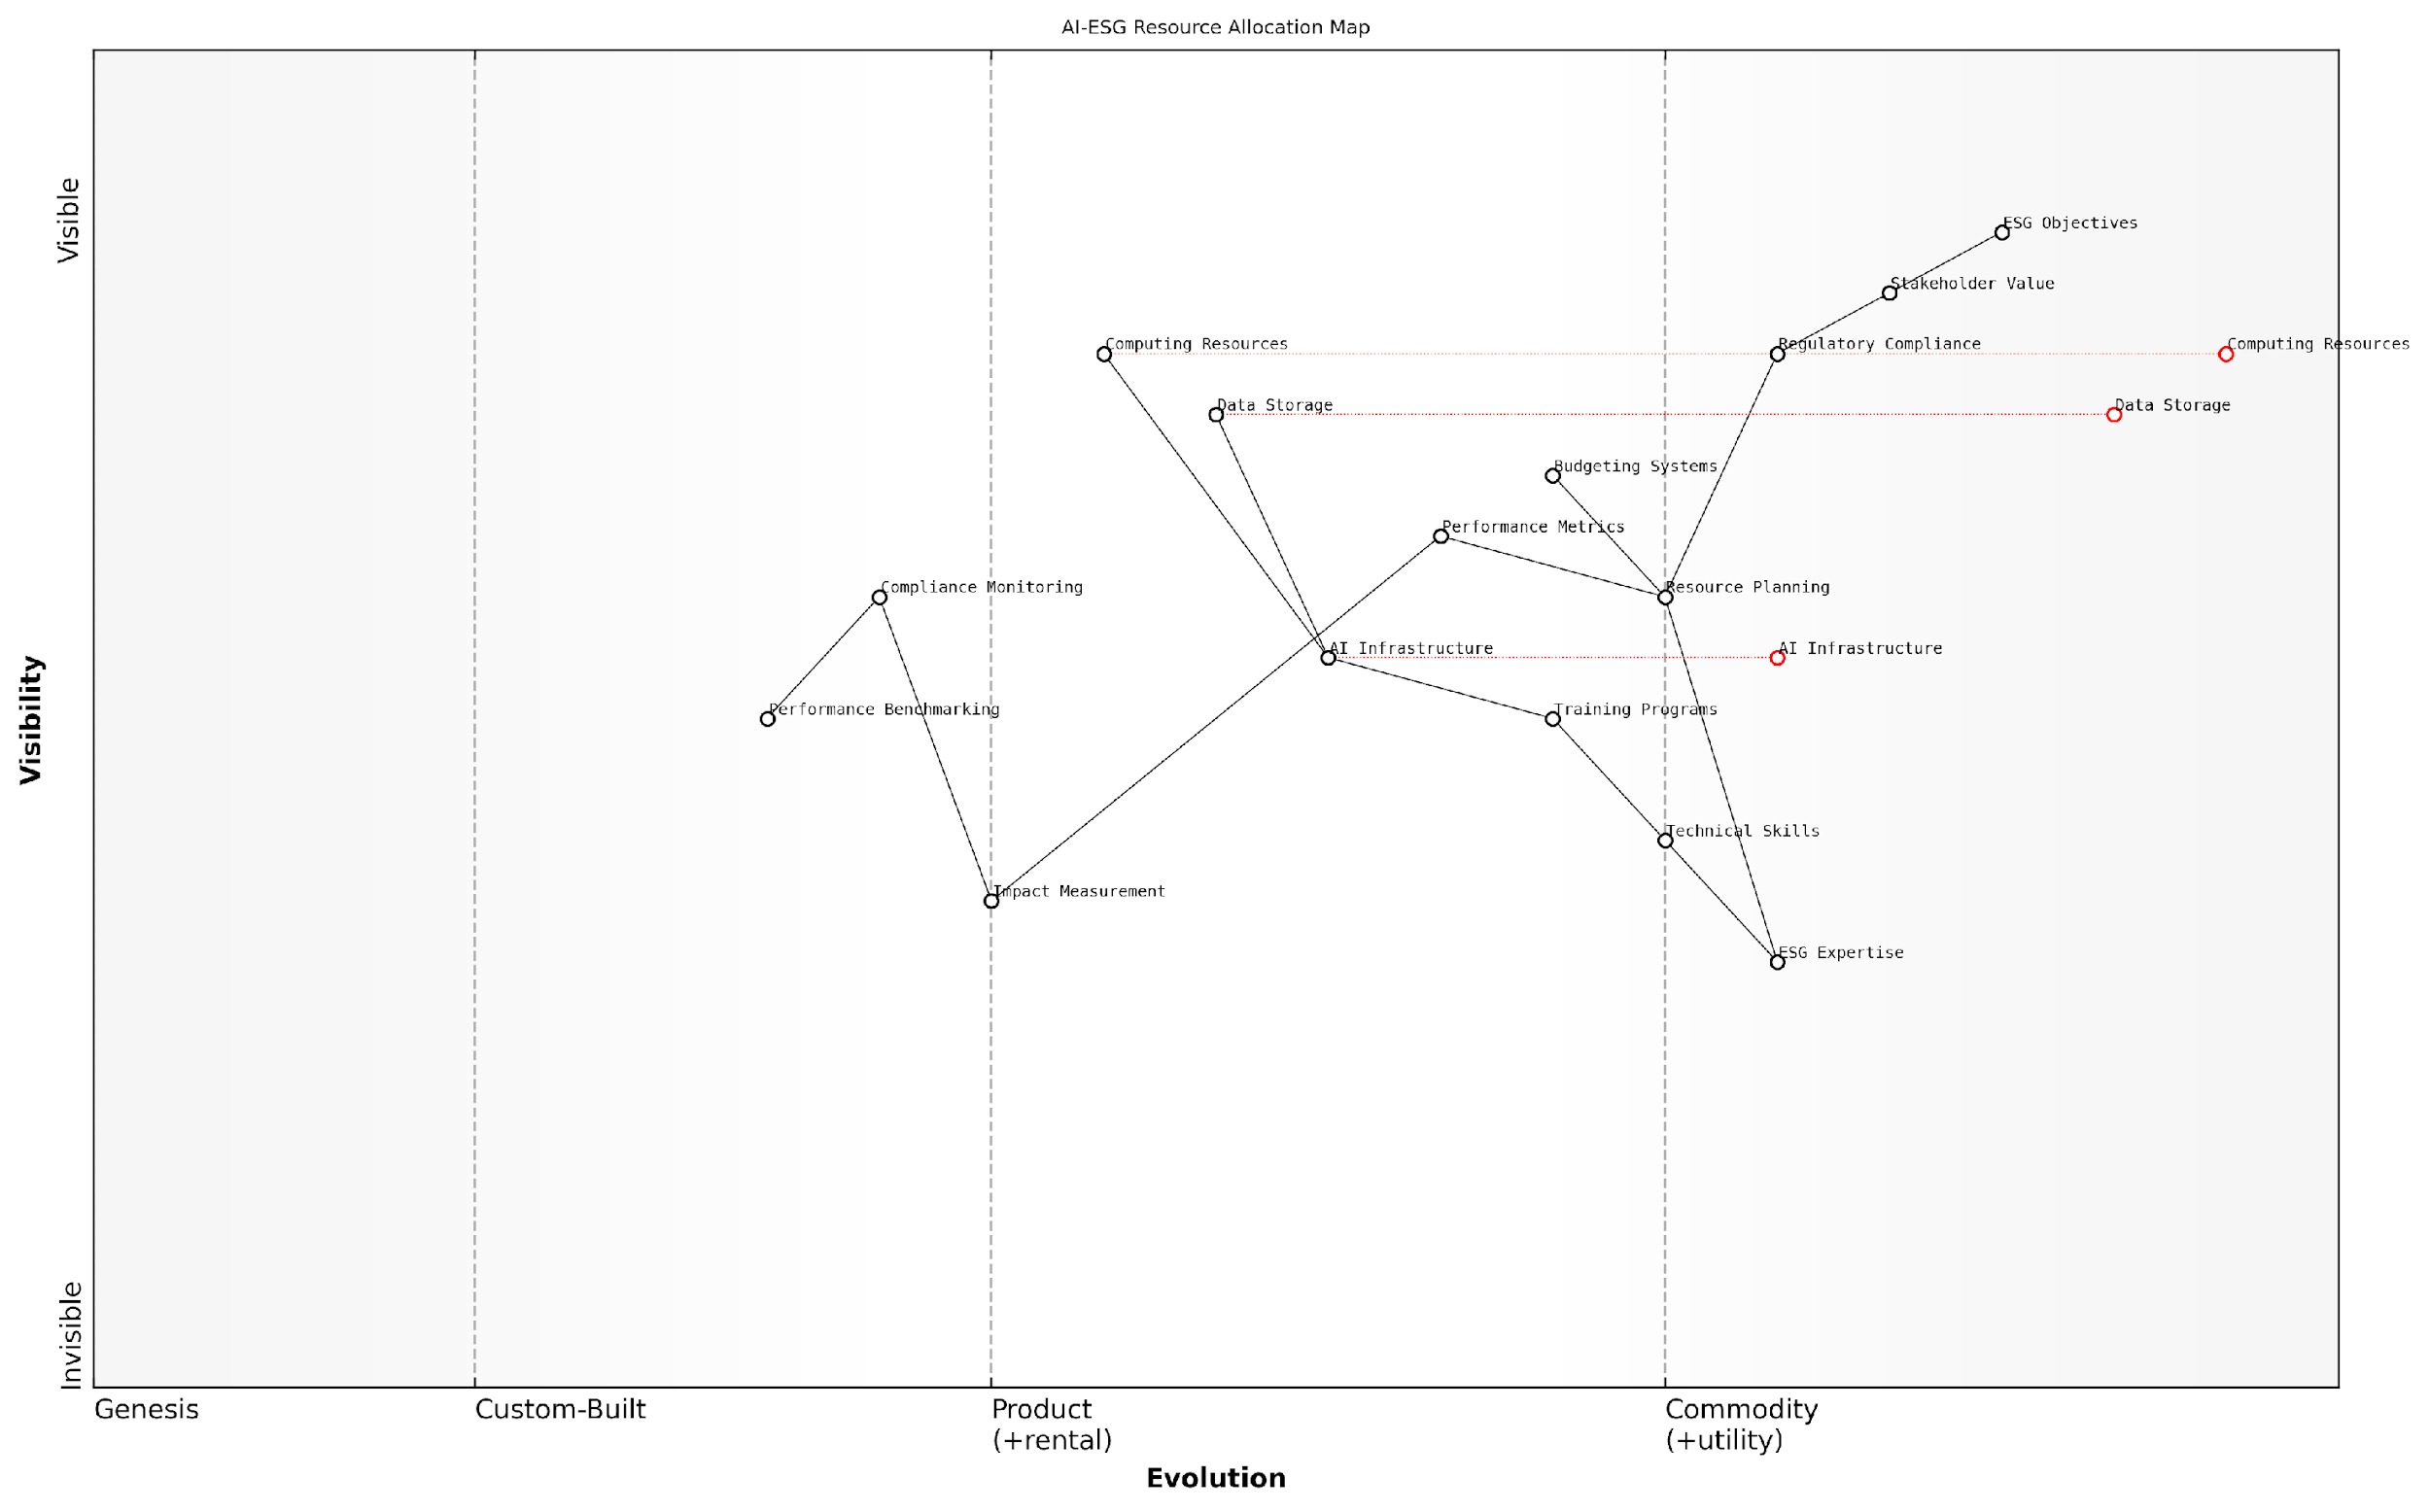 AI-ESG Resource Allocation Map
Visible
ESG Objectives
Stakeholder Value
Computing Resources
Regulatory Compliance
Computing Resources
Data Storage
Data Storage
Budgeting Systems
Performance Metrics
Compliance Monitoring
Resource Planning
AI Infrastructure
AI Infrastructure
Performance Benchmarking
Training Programs
Visibility
Technical Skills
Impact Measurement
ESG Expertise
Invisible
Genesis
Custom-Built
Product
(+rental)
Commodity
(+utility)
Evolution